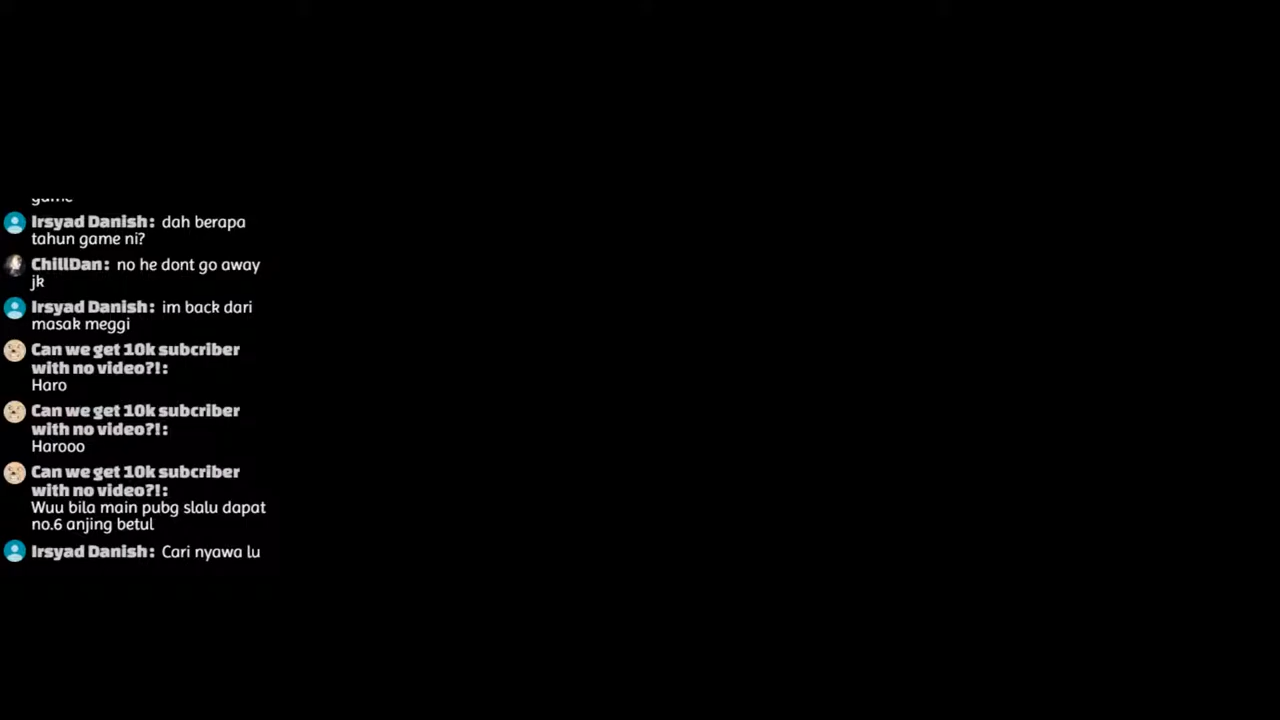 game
Irsyad Danish: dah berapa
tahun game ni?
ChillDan: no he dont go away
jk
Irsyad Danish: im back dari
masak meggi
Can we get 10k subcriber
with no video?!:
Haro
Can we get 10k subcriber
with no video?!:
Harooo
Can we get 10k subcriber
with no video?!:
Wuu bila main pubg slalu dapat
no.6 anjing betul
Irsyad Danish: Cari nyawa lu